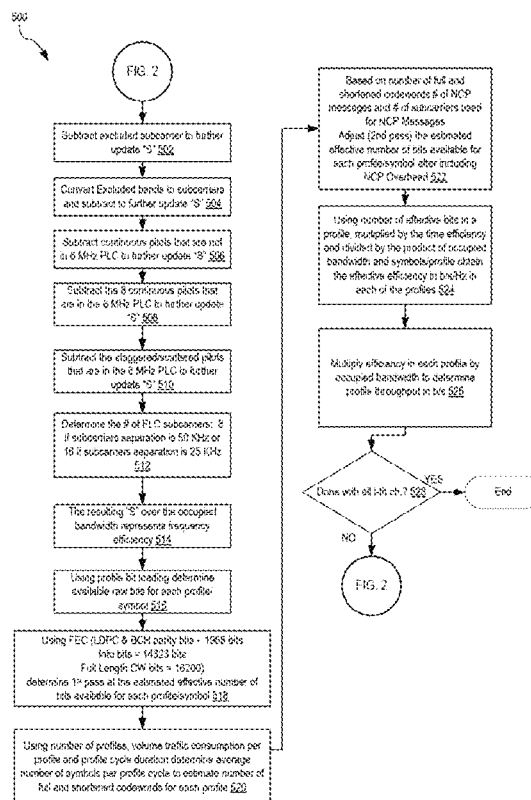 500
FIG. 2
Subtract excluded subcarrier to further
update "S" 502
Convert Excluded bands to subcarriers
and subtract to further update "S" 504
Subtract continuous pilots that are not
in 6 MHz PLC to further update "S" 506
Subtract the 8 continuous pilots that
are in the 6 MHz PLC to further update
"S" 508
Subtract the staggered/scattered pilots
that are in the 6 MHz PLC to further
update "S" 510
Determine the # of PLC subcarriers: 8
if subcarriers separation is 50 KHz or
16 if subcarriers separation is 25 KHz
512
The resulting "S" over the occupied
bandwidth represents frequency
efficiency 514
Using profile bit loading determine
available raw bits for each profile/
symbol 516
Using FEC (LDPC & BCH parity bits = 1968 bits
Info bits = 14323 bits
Full Length CW bits = 16200)
determine 1st pass at the estimated effective number of
bits available for each profile/symbol 518
Using number of profiles, volume traffic consumption per
profile and profile cycle duration determine average
number of symbols per profile cycle to estimate number of
full and shortened codewords for each profile 520
Based on number of full and
shortened codewords # of NCP
messages and # of subcarriers used
for NCP Messages
Adjust (2nd pass) the estimated
effective number of bits available for
each profile/symbol after including
NCP Overhead 522
Using number of effective bits in a
profile, multiplied by the time efficiency
and divided by the product of occupied
bandwidth and symbols/profile obtain
the effective efficiency in b/s/Hz in
each of the profiles 524
Multiply efficiency in each profile by
occupied bandwidth to determine
profile throughput in b/s 526
Done with all i-th ch.? 528
YES
End
NO
FIG. 2